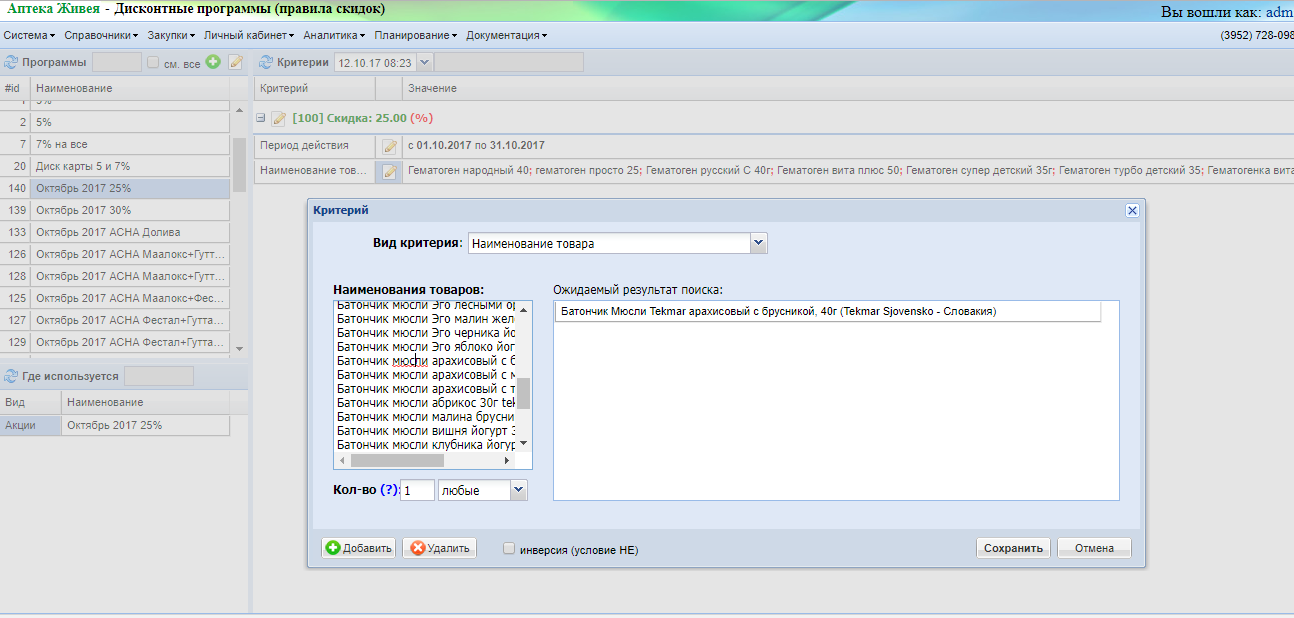 Аптека Живея - Дисконтные программы (правила скидок)
Вы вошли как: adm
Система Справочники Закупки Личный кабинет Аналитика Планирование Документация (3952) 728-098
Программы см. все
Критерии 12.10.17 08:23
#id Наименование
Критерий Значение
5%
2 5%
7 7% на все
20 Диск карты 5 и 7%
140 Октябрь 2017 25%
139 Октябрь 2017 30%
133 Октябрь 2017 АСНА Долива
126 Октябрь 2017 АСНА Маалокс+Гутт...
128 Октябрь 2017 АСНА Маалокс+Гутт...
125 Октябрь 2017 АСНА Маалокс+Фес...
127 Октябрь 2017 АСНА Фестал+Гутта...
129 Октябрь 2017 АСНА Фестал+Гутта...
[100] Скидка: 25.00 (%)
Период действия с 01.10.2017 по 31.10.2017
Наименование тов... Гематоген народный 40; гематоген просто 25; Гематоген русский С 40г; Гематоген вита плюс 50; Гематоген супер детский 35г; Гематоген турбо детский 35; Гематогенка вита
Где используется
Вид Наименование
Акции Октябрь 2017 25%
Критерий
Вид критерия: Наименование товара
Наименования товаров:
Батончик мюсли Эго лесными ор
Батончик мюсли Эго малин жел
Батончик мюсли Эго черника йо
Батончик мюсли Эго яблоко йог
Батончик мюсли арахисовый с б
Батончик мюсли арахисовый с м
Батончик мюсли арахисовый с т
Батончик мюсли абрикос 30г tek
Батончик мюсли малина брусни
Батончик мюсли вишня йогурт 3
Батончик мюсли клубника йогур
Ожидаемый результат поиска:
Батончик Мюсли Tekmar арахисовый с брусникой, 40г (Tekmar Sjovensko - Словакия)
Кол-во (?): 1 любые
Добавить Удалить инверсия (условие НЕ) Сохранить Отмена